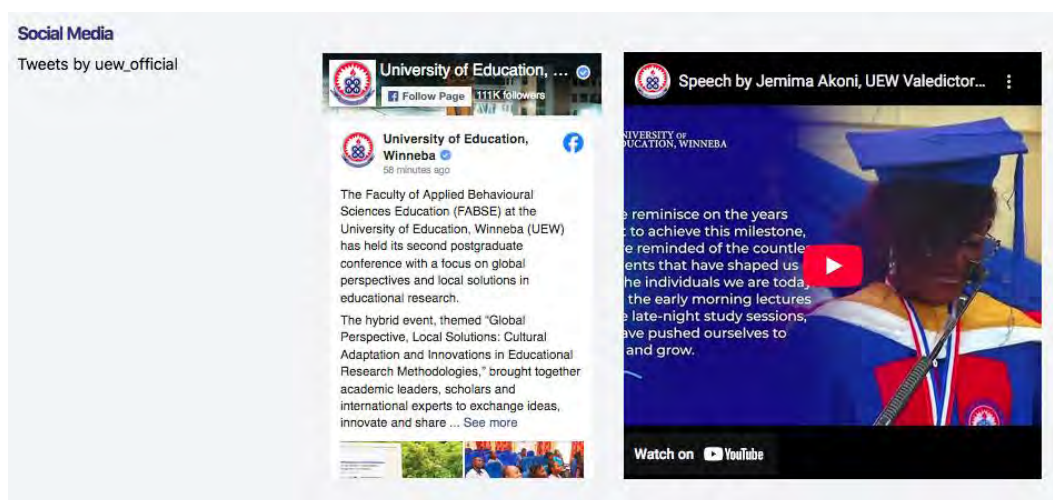 Social Media
Tweets by uew_official
University of Education, ...
Follow Page
111K followers
University of Education,
Winneba
58 minutes ago
The Faculty of Applied Behavioural
Sciences Education (FABSE) at the
University of Education, Winneba (UEW)
has held its second postgraduate
conference with a focus on global
perspectives and local solutions in
educational research.
The hybrid event, themed “Global
Perspective, Local Solutions: Cultural
Adaptation and Innovations in Educational
Research Methodologies,” brought together
academic leaders, scholars and
international experts to exchange ideas,
innovate and share ... See more
Speech by Jemima Akoni, UEW Valedictor...
NIVERSITY OF
DUCATION, WINNEBA
e reminisce on the years
t to achieve this milestone,
e reminded of the countle
ents that have shaped us
he individuals we are today
the early morning lectures
e late-night study sessions,
ave pushed ourselves to
and grow.
Watch on YouTube